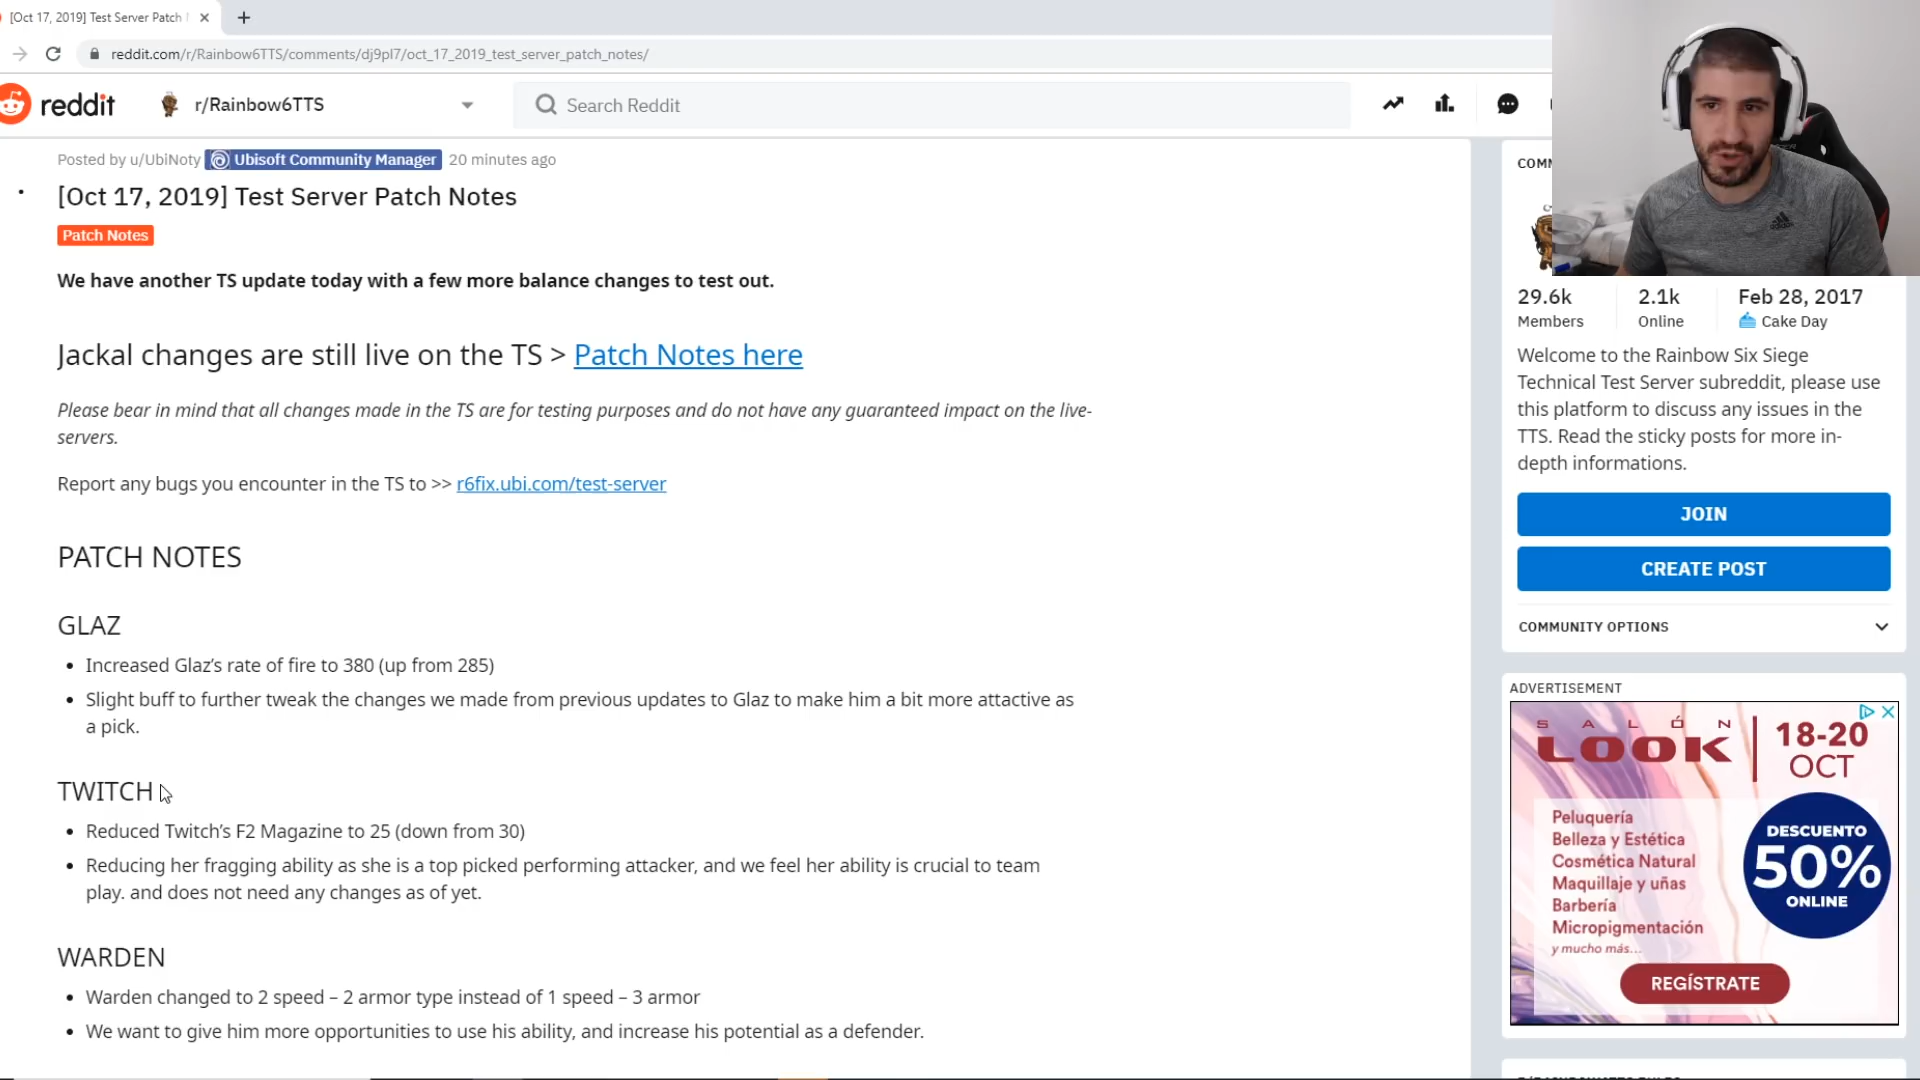 [Oct 17, 2019] Test Server Patch
reddit.com/r/Rainbow6TTS/comments/dj9pl7/oct_17_2019_test_server_patch_notes/
reddit
r/Rainbow6TTS
Search Reddit
Posted by u/UbiNoty Ubisoft Community Manager 20 minutes ago
[Oct 17, 2019] Test Server Patch Notes
Patch Notes
We have another TS update today with a few more balance changes to test out.
Jackal changes are still live on the TS > Patch Notes here
Please bear in mind that all changes made in the TS are for testing purposes and do not have any guaranteed impact on the live-
servers.
Report any bugs you encounter in the TS to >> r6fix.ubi.com/test-server
PATCH NOTES
GLAZ
• Increased Glaz's rate of fire to 380 (up from 285)
• Slight buff to further tweak the changes we made from previous updates to Glaz to make him a bit more attactive as
a pick.
TWITCH
• Reduced Twitch's F2 Magazine to 25 (down from 30)
• Reducing her fragging ability as she is a top picked performing attacker, and we feel her ability is crucial to team
play. and does not need any changes as of yet.
WARDEN
• Warden changed to 2 speed – 2 armor type instead of 1 speed – 3 armor
• We want to give him more opportunities to use his ability, and increase his potential as a defender.
COMM
29.6k 2.1k Feb 28, 2017
Members Online Cake Day
Welcome to the Rainbow Six Siege
Technical Test Server subreddit, please use
this platform to discuss any issues in the
TTS. Read the sticky posts for more in-
depth informations.
JOIN
CREATE POST
COMMUNITY OPTIONS
ADVERTISEMENT
SALÓN
LOOK
18-20
OCT
Peluquería
Belleza y Estética
Cosmética Natural
Maquillaje y uñas
Barbería
Micropigmentación
y mucho más...
DESCUENTO
50%
ONLINE
REGÍSTRATE
adidas